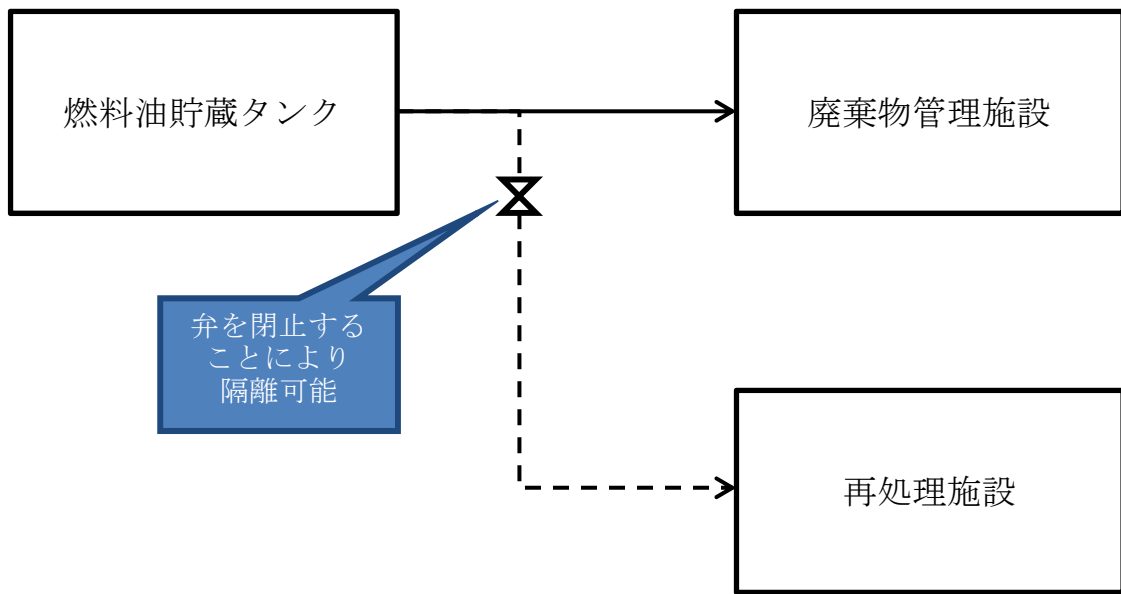 燃料油貯蔵タンク
廃棄物管理施設
弁を閉止する
ことにより
隔離可能
再処理施設